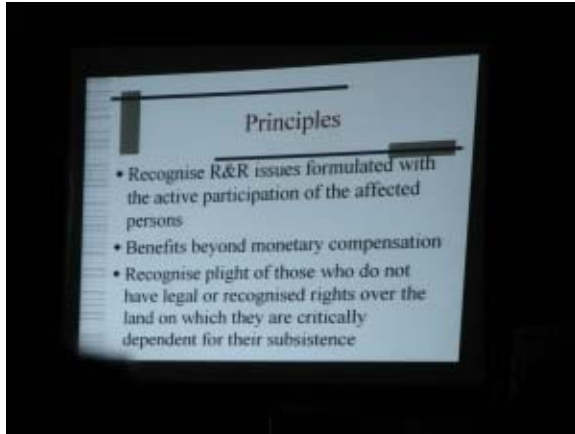 Principles
• Recognise R&R issues formulated with
the active participation of the affected
persons
• Benefits beyond monetary compensation
• Recognise plight of those who do not
have legal or recognised rights over the
land on which they are critically
dependent for their subsistence